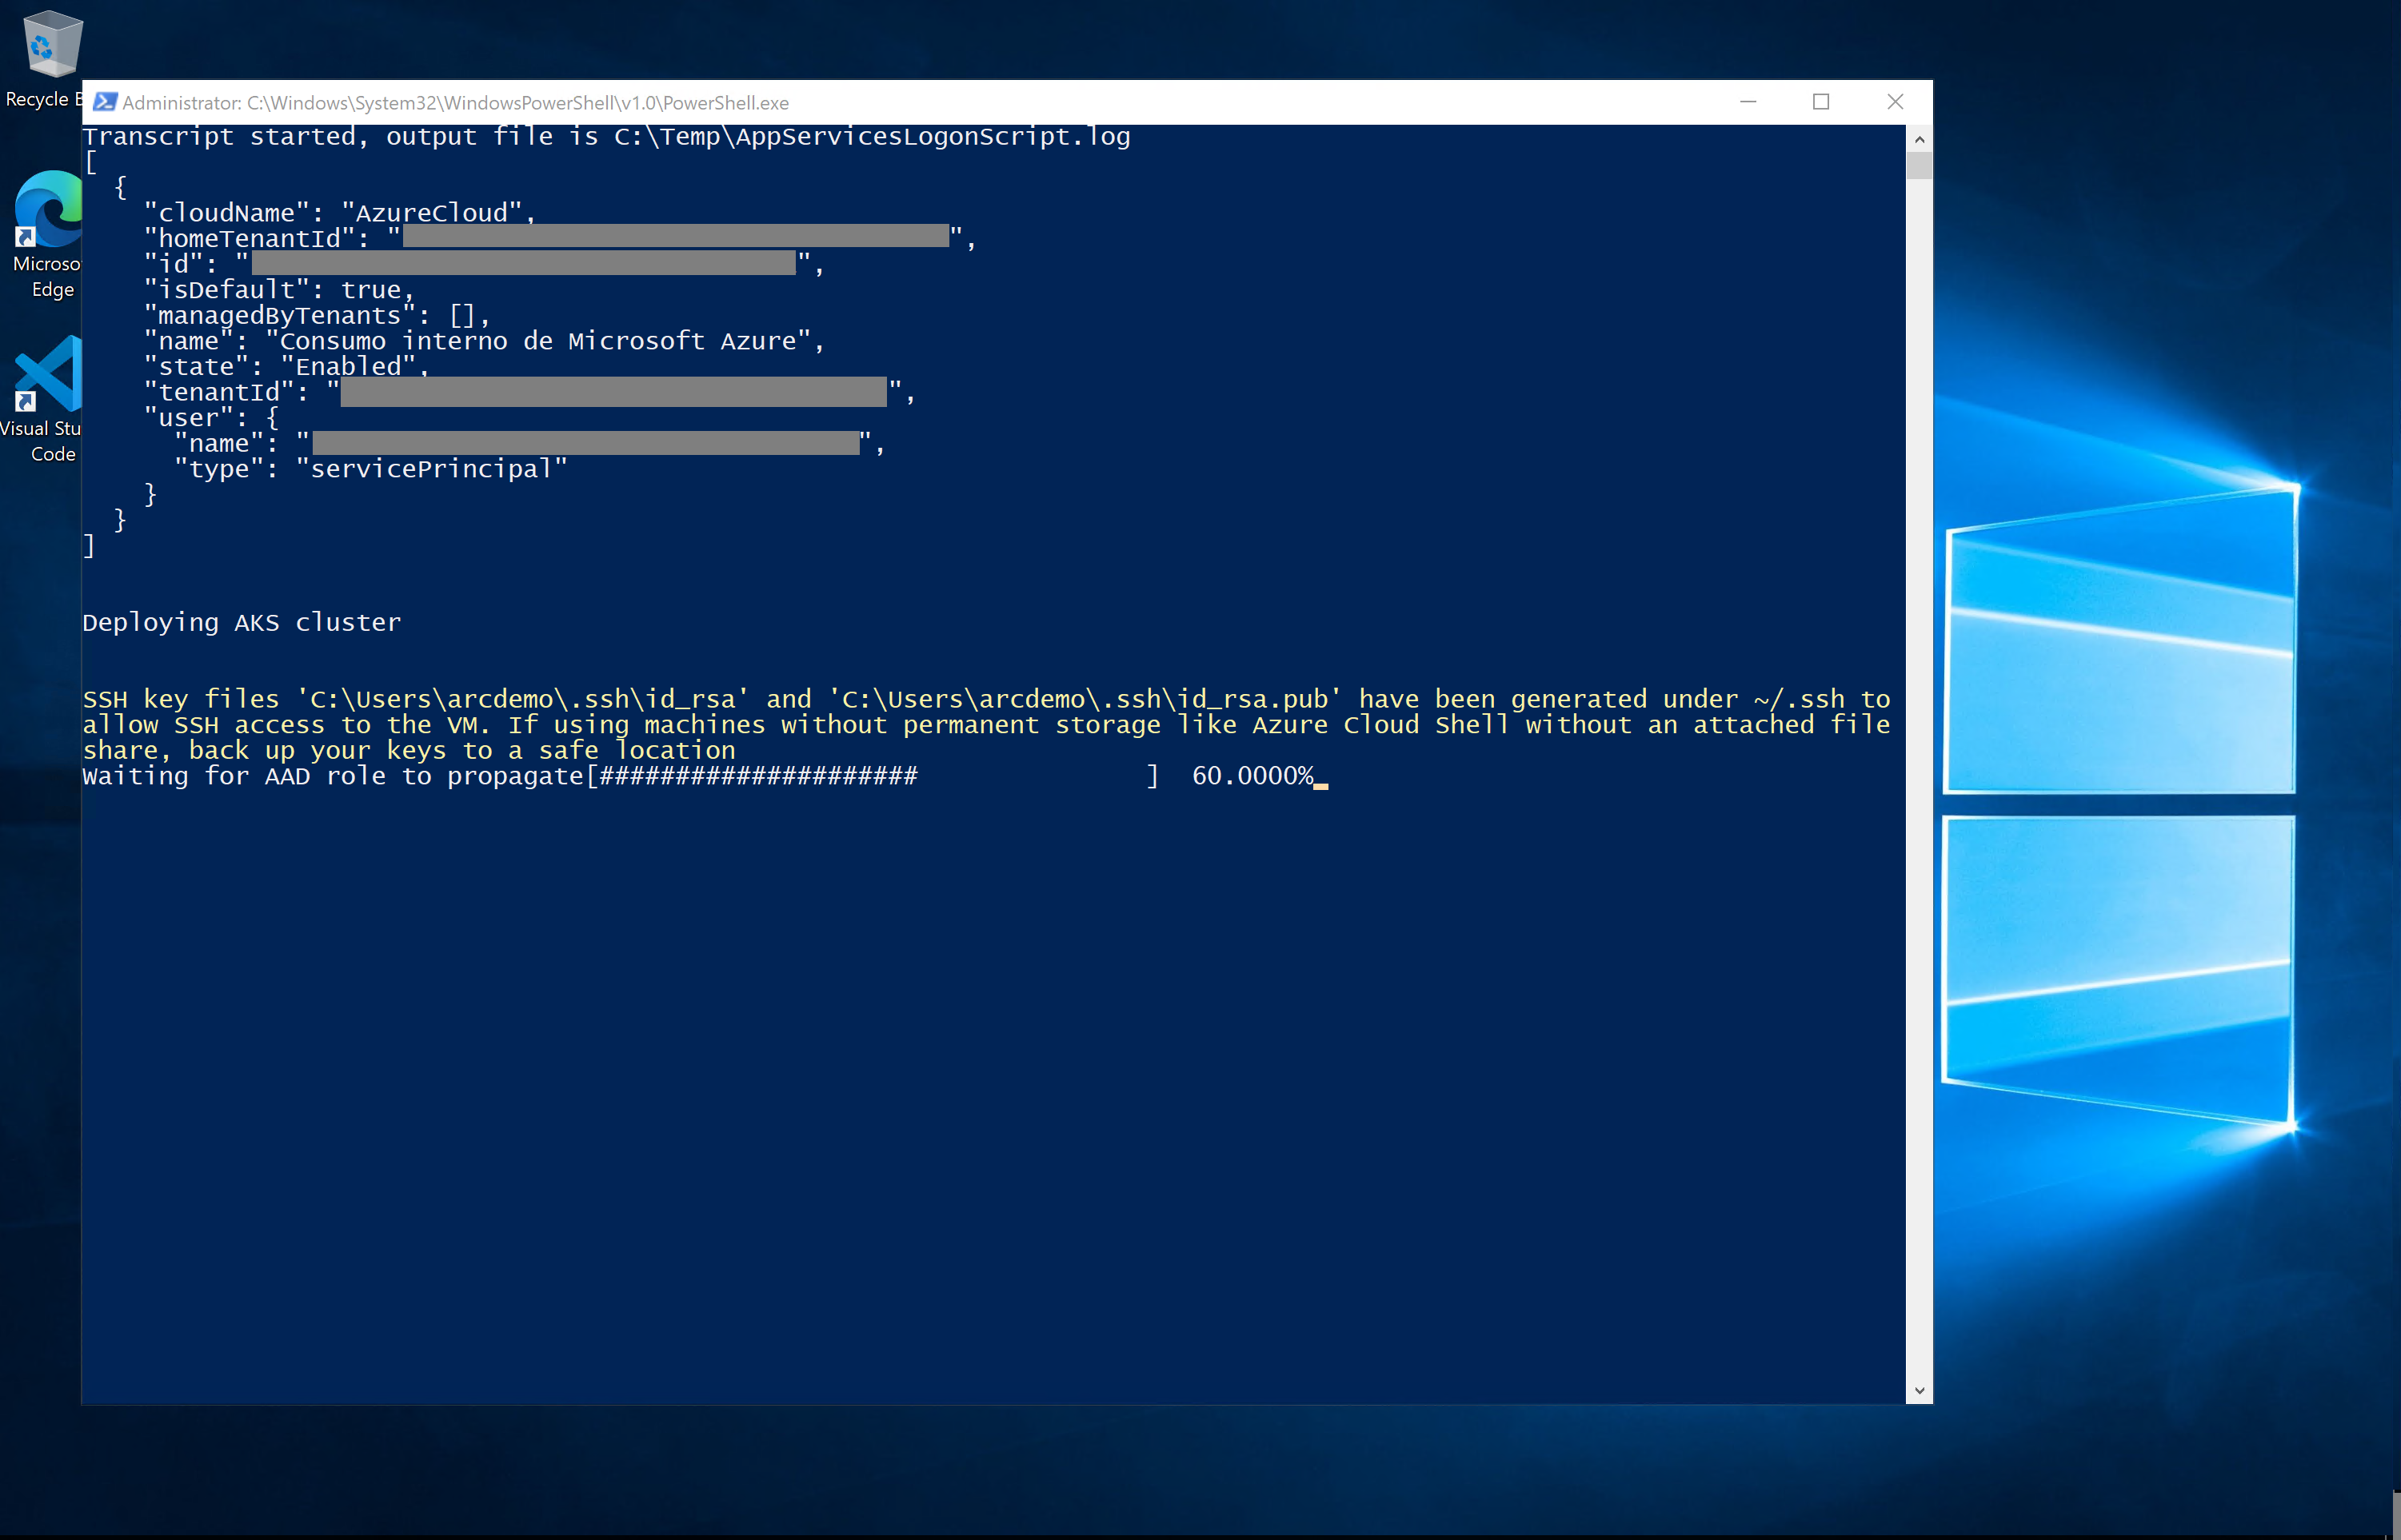 Recycle B
Microso
Edge
Visual Stu
Code
Administrator: C:\Windows\System32\WindowsPowerShell\v1.0\PowerShell.exe
Transcript started, output file is C:\Temp\AppServicesLogonScript.log
[
  {
    "cloudName": "AzureCloud",
    "homeTenantId": "",
    "id": "",
    "isDefault": true,
    "managedByTenants": [],
    "name": "Consumo interno de Microsoft Azure",
    "state": "Enabled",
    "tenantId": "",
    "user": {
      "name": "",
      "type": "servicePrincipal"
    }
  }
]
Deploying AKS cluster
SSH key files 'C:\Users\arcdemo\.ssh\id_rsa' and 'C:\Users\arcdemo\.ssh\id_rsa.pub' have been generated under ~/.ssh to
allow SSH access to the VM. If using machines without permanent storage like Azure Cloud Shell without an attached file
share, back up your keys to a safe location
Waiting for AAD role to propagate[#####################               ]  60.0000%